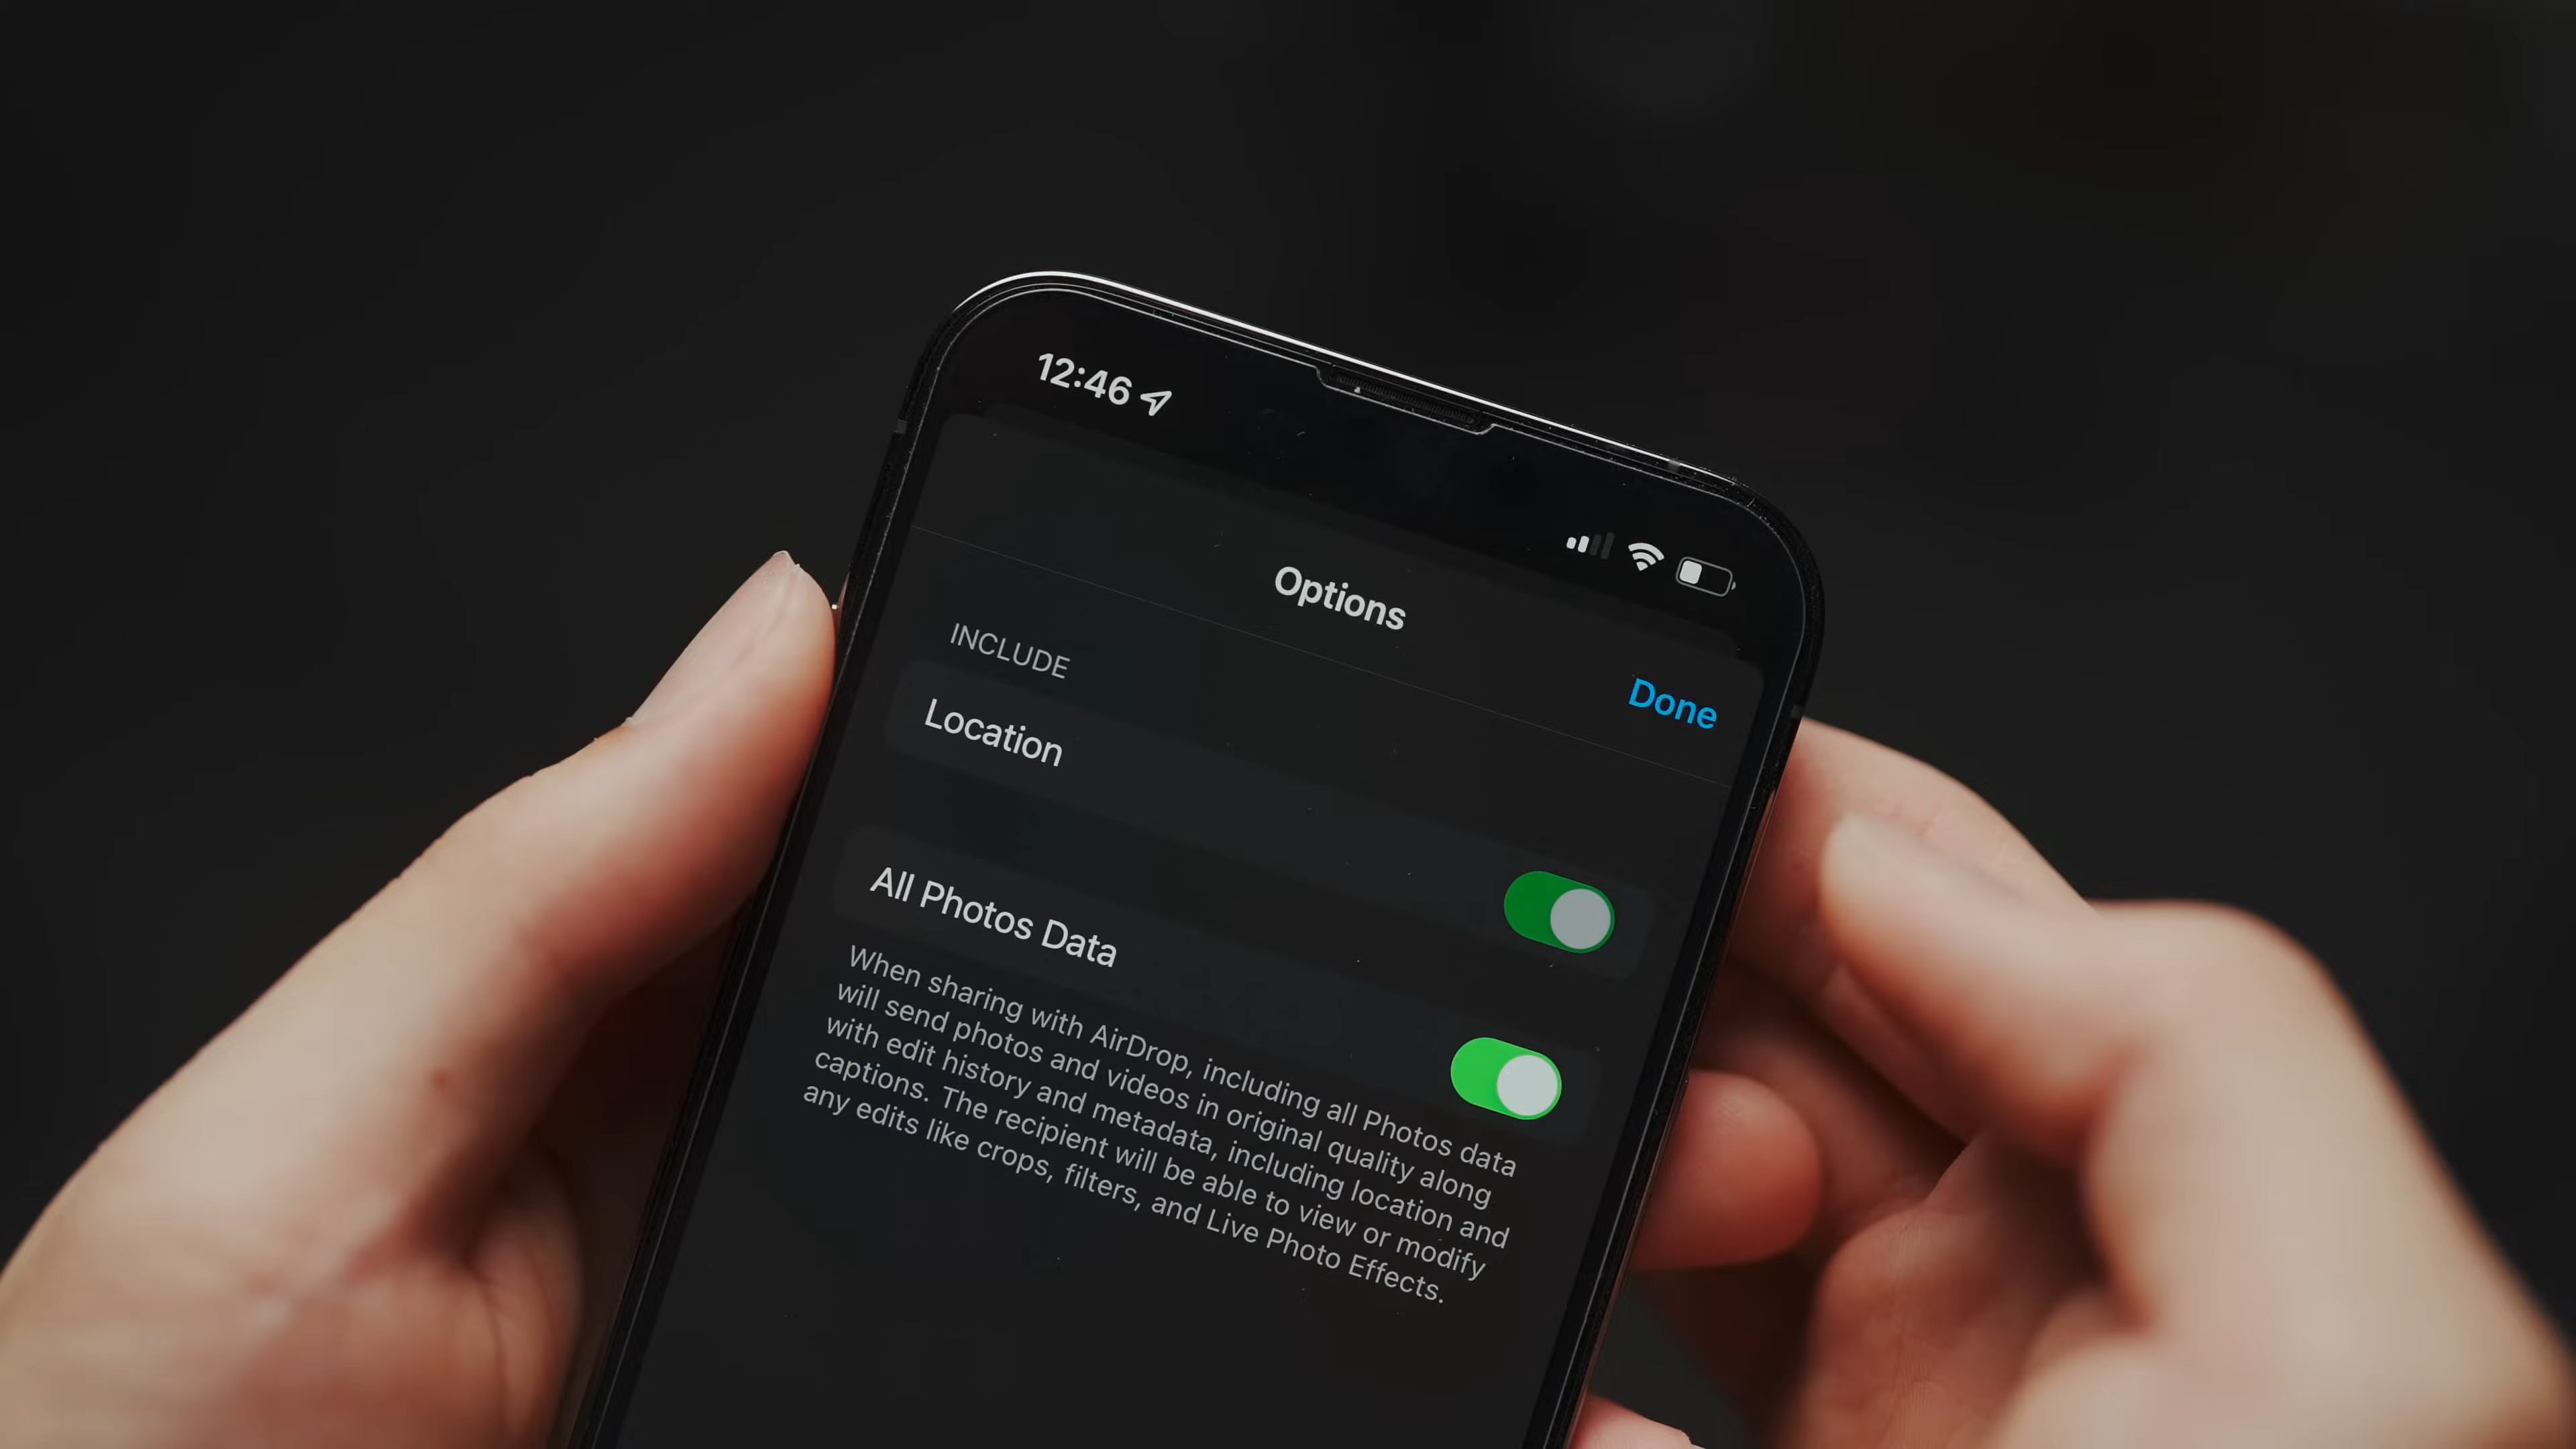 12:46
Options
Done
INCLUDE
Location
All Photos Data
When sharing with AirDrop, including all Photos data
will send photos and videos in original quality along
with edit history and metadata, including location and
captions. The recipient will be able to view or modify
any edits like crops, filters, and Live Photo Effects.